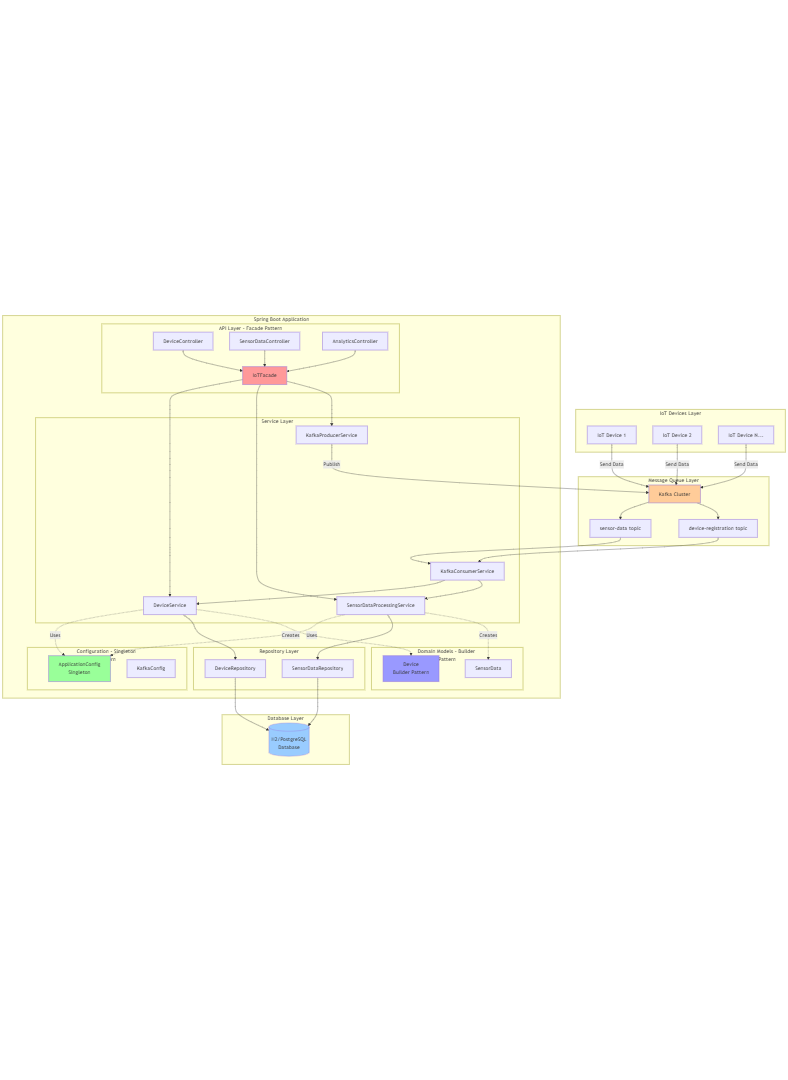 Spring Boot Application
API Layer - Facade Pattern
DeviceController
SensorDataController
AnalyticsController
IoTFacade
Service Layer
KafkaProducerService
Publish
IoT Devices Layer
IoT Device 1
IoT Device 2
IoT Device N...
Send Data
Send Data
Send Data
Message Queue Layer
Kafka Cluster
sensor-data topic
device-registration topic
KafkaConsumerService
DeviceService
SensorDataProcessingService
Uses
Creates
Uses
Creates
Configuration - Singleton
ApplicationConfig
Singleton
KafkaConfig
Repository Layer
DeviceRepository
SensorDataRepository
Domain Models - Builder
Pattern
Device
Builder Pattern
SensorData
Database Layer
H2/PostgreSQL
Database